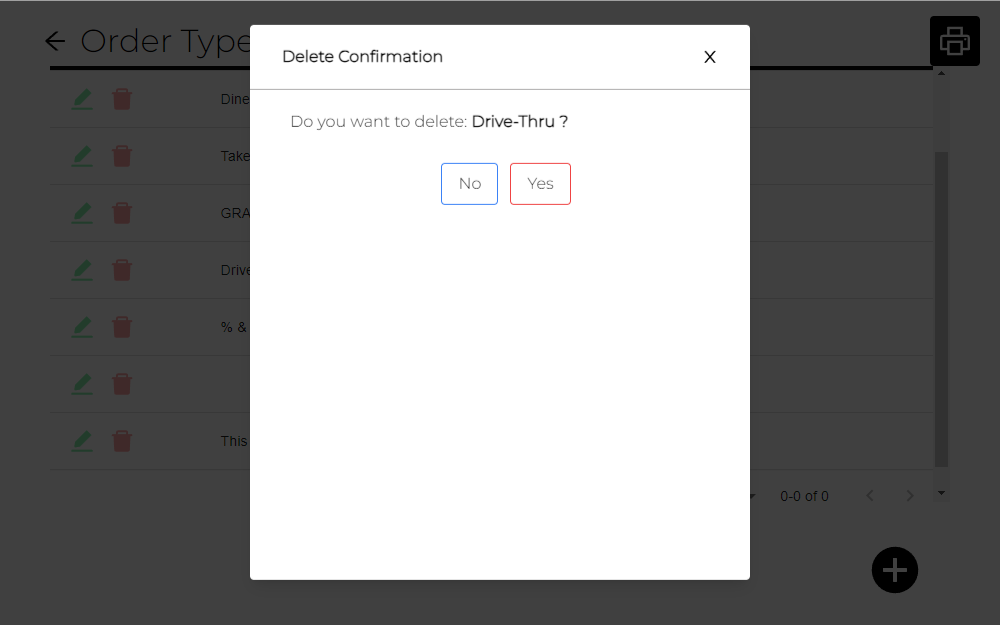 Order Type
Delete Confirmation
X
Do you want to delete: Drive-Thru ?
No
Yes
Dine
Take
GRA
Drive
% &
This
0-0 of 0